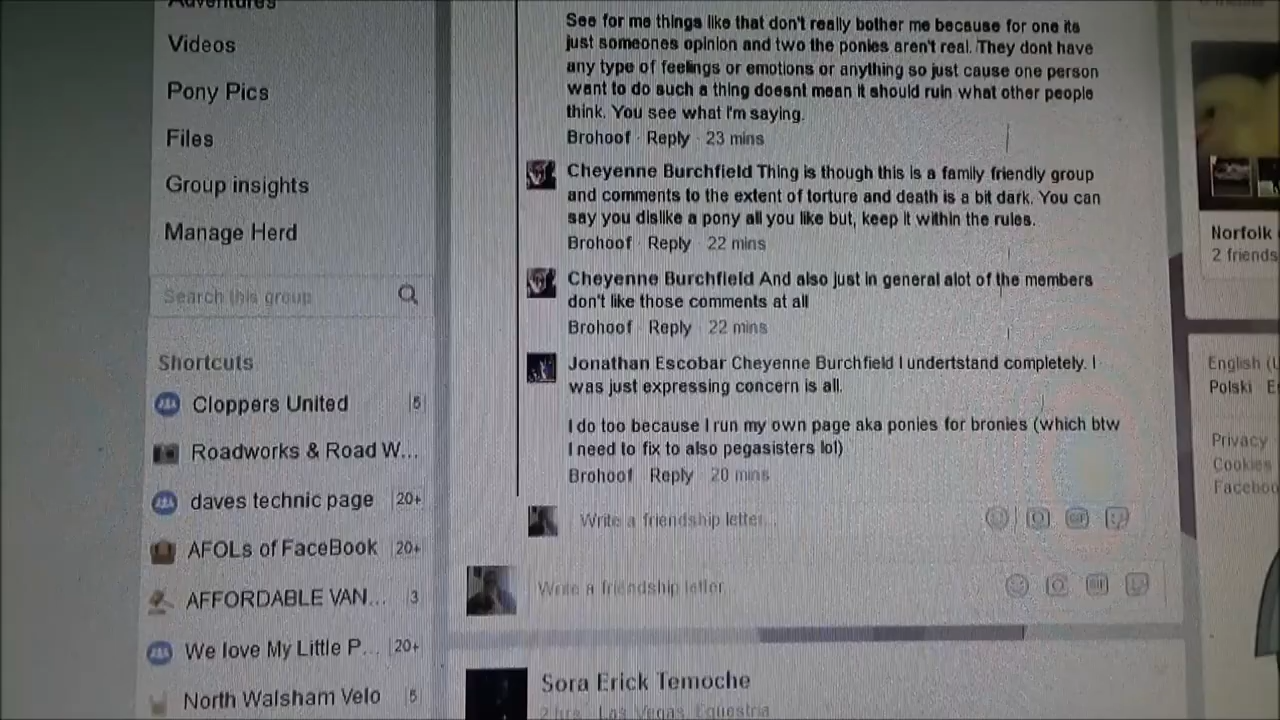 Adventures
Videos
Pony Pics
Files
Group insights
Manage Herd
Search this group
Shortcuts
Cloppers United 5
Roadworks & Road W...
daves technic page 20+
AFOLs of FaceBook 20+
AFFORDABLE VAN... 3
We love My Little P... 20+
North Walsham Velo 5
See for me things like that don't really bother me because for one its
just someones opinion and two the ponies aren't real. They dont have
any type of feelings or emotions or anything so just cause one person
want to do such a thing doesnt mean it should ruin what other people
think. You see what I'm saying.
Brohoof · Reply · 23 mins
Cheyenne Burchfield Thing is though this is a family friendly group
and comments to the extent of torture and death is a bit dark. You can
say you dislike a pony all you like but, keep it within the rules.
Brohoof · Reply · 22 mins
Cheyenne Burchfield And also just in general alot of the members
don't like those comments at all
Brohoof · Reply · 22 mins
Jonathan Escobar Cheyenne Burchfield I undertstand completely. I
was just expressing concern is all.
I do too because I run my own page aka ponies for bronies (which btw
I need to fix to also pegasisters lol)
Brohoof · Reply · 20 mins
Write a friendship letter...
Write a friendship letter
Sora Erick Temoche
2 hrs · Las Vegas, Equestria
Norfolk
2 friends
English (U
Polski · E
Privacy
Cookies
Facebo